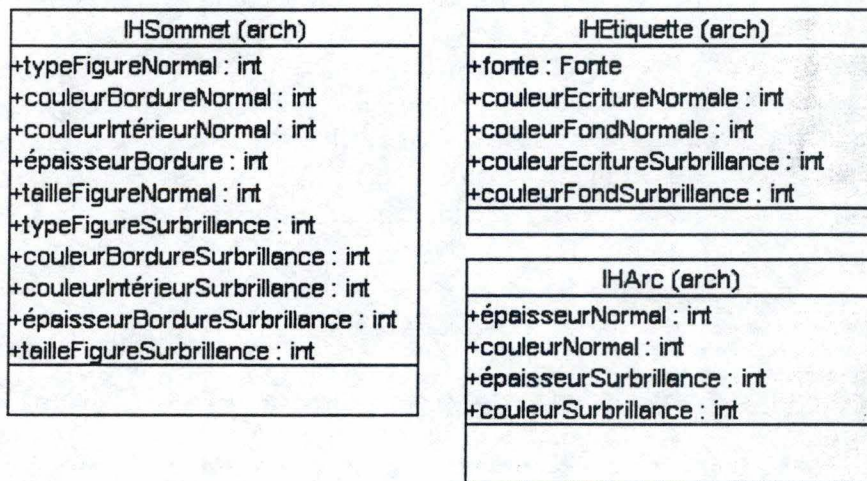 IHSommet (arch)
+typeFigureNormal : int
+couleurBordureNormal : int
+couleurIntérieurNormal : int
+épaisseurBordure : int
+tailleFigureNormal : int
+typeFigureSurbrillance : int
+couleurBordureSurbrillance : int
+couleurIntérieurSurbrillance : int
+épaisseurBordureSurbrillance : int
+tailleFigureSurbrillance : int
IHEtiquette (arch)
+fonte : Fonte
+couleurEcritureNormale : int
+couleurFondNormale : int
+couleurEcritureSurbrillance : int
+couleurFondSurbrillance : int
IHArc (arch)
+épaisseurNormal : int
+couleurNormal : int
+épaisseurSurbrillance : int
+couleurSurbrillance : int